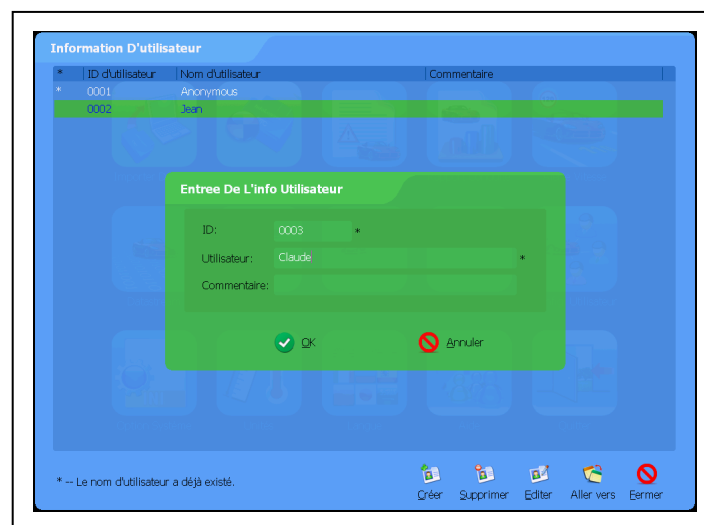 Information D'utilisateur
* ID d'utilisateur Nom d'utilisateur Commentaire
* 0001 Anonymous
0002 Jean
Entree De L'info Utilisateur
ID: 0003 *
Utilisateur: Claude *
Commentaire:
OK Annuler
* -- Le nom d'utilisateur a déjà existé.
Créer Supprimer Editer Aller vers Fermer